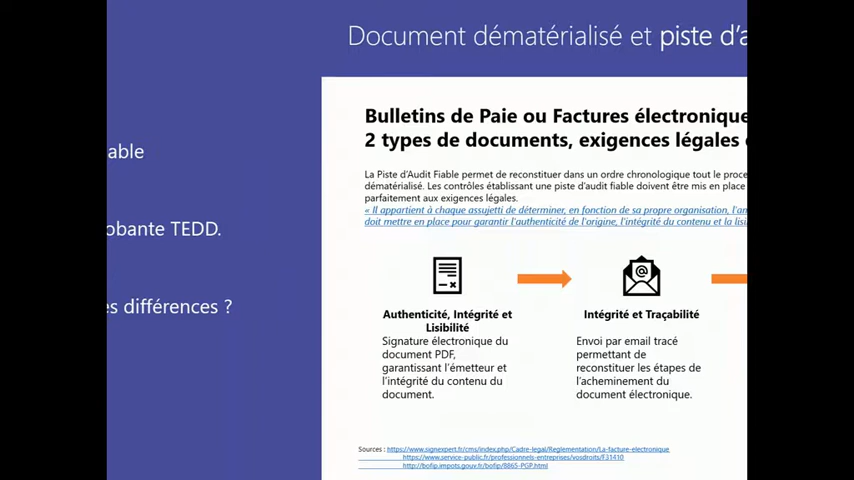 Document dématérialisé et piste d'a
able
obante TEDD.
es différences ?
Bulletins de Paie ou Factures électronique
2 types de documents, exigences légales
La Piste d'Audit Fiable permet de reconstituer dans un ordre chronologique tout le proce
dématérialisé. Les contrôles établissant une piste d'audit fiable doivent être mis en place
parfaitement aux exigences légales.
« Il appartient à chaque assujetti de déterminer, en fonction de sa propre organisation, l'am
doit mettre en place pour garantir l'authenticité de l'origine, l'intégrité du contenu et la lisi
Authenticité, Intégrité et
Lisibilité
Signature électronique du
document PDF,
garantissant l'émetteur et
l'intégrité du contenu du
document.
Intégrité et Traçabilité
Envoi par email tracé
permettant de
reconstituer les étapes de
l'acheminement du
document électronique.
Sources : https://www.signexpert.fr/cms/index.php/Cadre-legal/Reglementation/La-facture-electronique
https://www.service-public.fr/professionnels-entreprises/vosdroits/F31410
http://bofip.impots.gouv.fr/bofip/8865-PGP.html